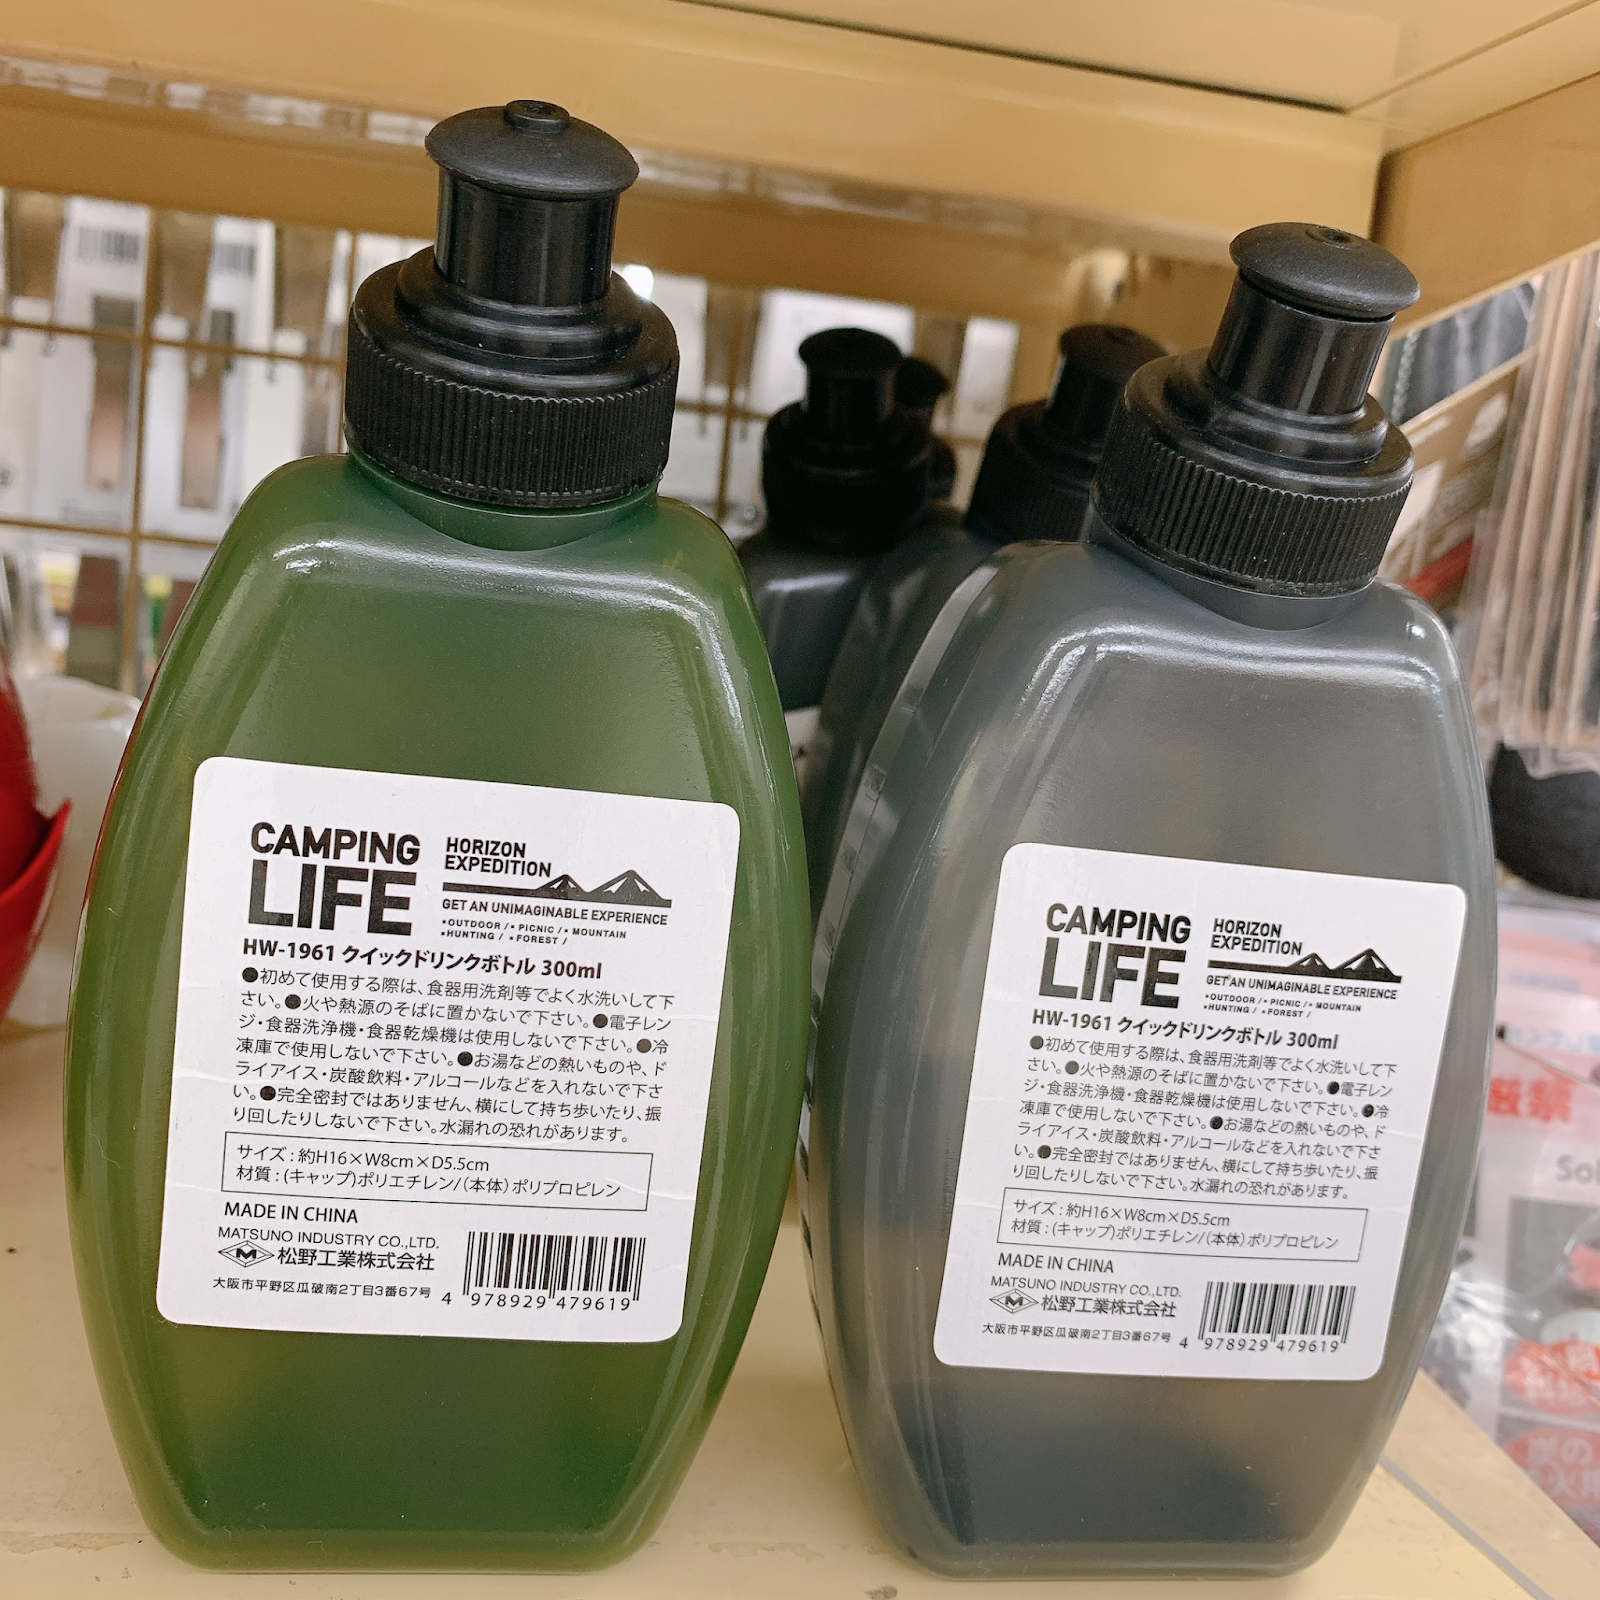 CAMPING
LIFE
HORIZON
EXPEDITION
GET AN UNIMAGINABLE EXPERIENCE
*OUTDOOR / * PICNIC / * MOUNTAIN
*HUNTING / *FOREST /
HW-1961 クイックドリンクボトル 300ml
●初めて使用する際は、食器用洗剤等でよく水洗いして下
さい。●火や熱源のそばに置かないで下さい。●電子レン
ジ・食器洗浄機・食器乾燥機は使用しないで下さい。●冷
凍庫で使用しないで下さい。●お湯などの熱いものや、ド
ライアイス・炭酸飲料・アルコールなどを入れないで下さ
い。●完全密封ではありません、横にして持ち歩いたり、振
り回したりしないで下さい。水漏れの恐れがあります。
サイズ : 約H16×W8cm×D5.5cm
材質 : (キャップ)ポリエチレン/(本体)ポリプロピレン
MADE IN CHINA
MATSUNO INDUSTRY CO.,LTD.
M 松野工業株式会社
大阪市平野区瓜破南2丁目3番67号
4 978929 479619
CAMPING
LIFE
HORIZON
EXPEDITION
GET AN UNIMAGINABLE EXPERIENCE
*OUTDOOR / * PICNIC / * MOUNTAIN
*HUNTING / *FOREST /
HW-1961 クイックドリンクボトル 300ml
●初めて使用する際は、食器用洗剤等でよく水洗いして下
さい。●火や熱源のそばに置かないで下さい。●電子レン
ジ・食器洗浄機・食器乾燥機は使用しないで下さい。●冷
凍庫で使用しないで下さい。●お湯などの熱いものや、ド
ライアイス・炭酸飲料・アルコールなどを入れないで下さ
い。●完全密封ではありません、横にして持ち歩いたり、振
り回したりしないで下さい。水漏れの恐れがあります。
サイズ : 約H16×W8cm×D5.5cm
材質 : (キャップ)ポリエチレン/(本体)ポリプロピレン
MADE IN CHINA
MATSUNO INDUSTRY CO.,LTD.
M 松野工業株式会社
大阪市平野区瓜破南2丁目3番67号
4 978929 479619
厳禁